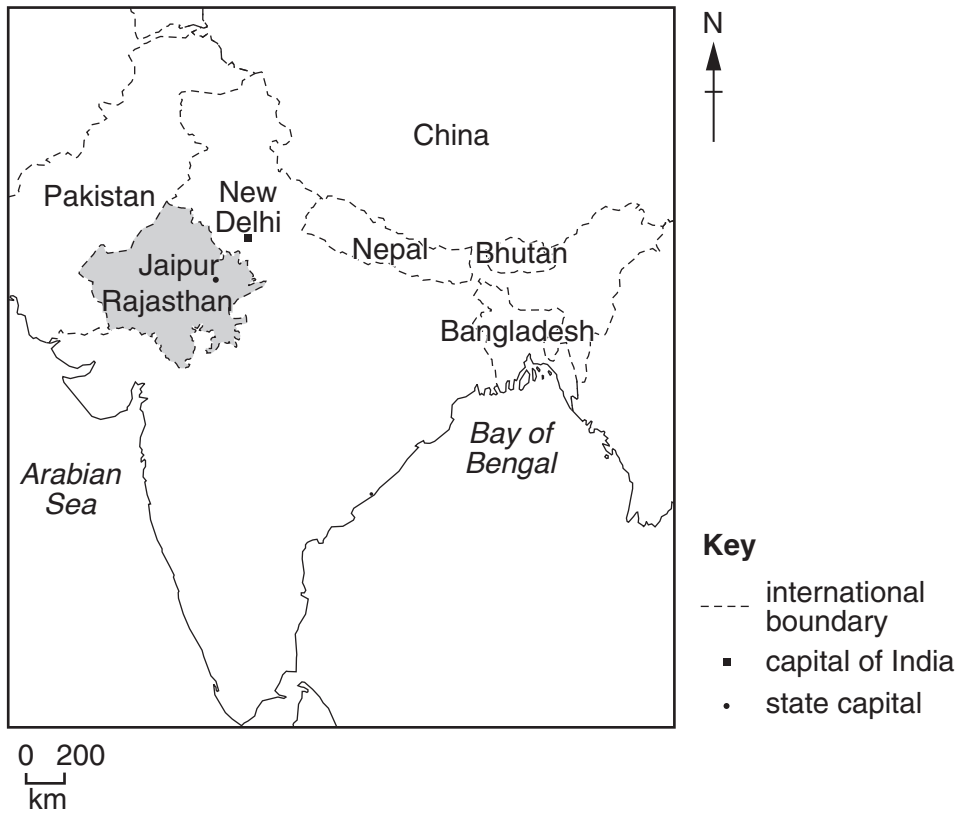 N
China
Pakistan
New
Delhi
Nepal
Bhutan
Jaipur
Rajasthan
Bangladesh
Bay of
Bengal
Arabian
Sea
Key
international
boundary
capital of India
state capital
0 200
km